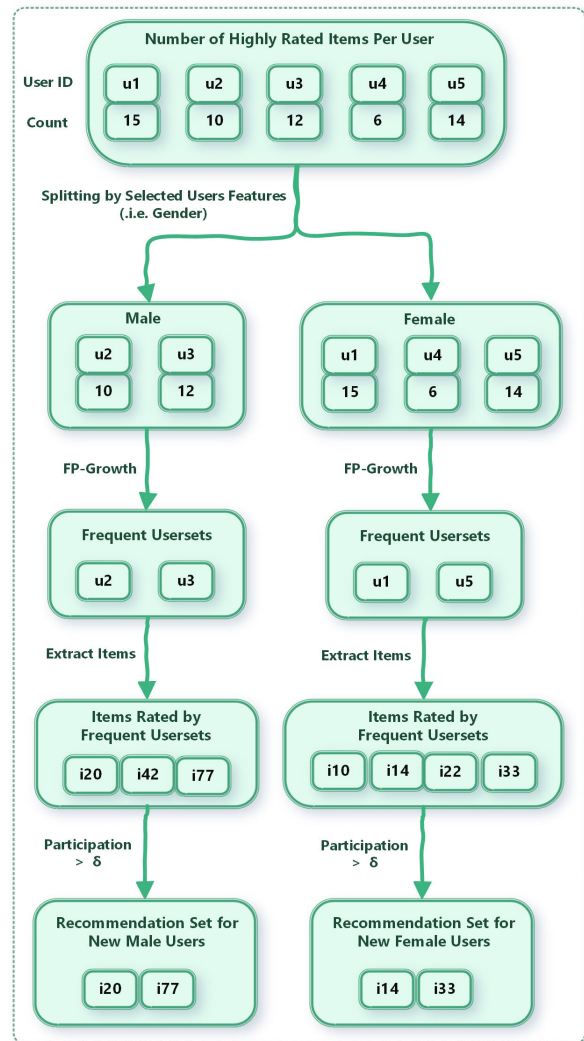 Number of Highly Rated Items Per User
User ID u1 u2 u3 u4 u5
Count 15 10 12 6 14
Splitting by Selected Users Features
(.i.e. Gender)
Male
u2 u3
10 12
Female
u1 u4 u5
15 6 14
FP-Growth
FP-Growth
Frequent Usersets
u2 u3
Frequent Usersets
u1 u5
Extract Items
Extract Items
Items Rated by
Frequent Usersets
i20 i42 i77
Items Rated by
Frequent Usersets
i10 i14 i22 i33
Participation
> δ
Participation
> δ
Recommendation Set for
New Male Users
i20 i77
Recommendation Set for
New Female Users
i14 i33